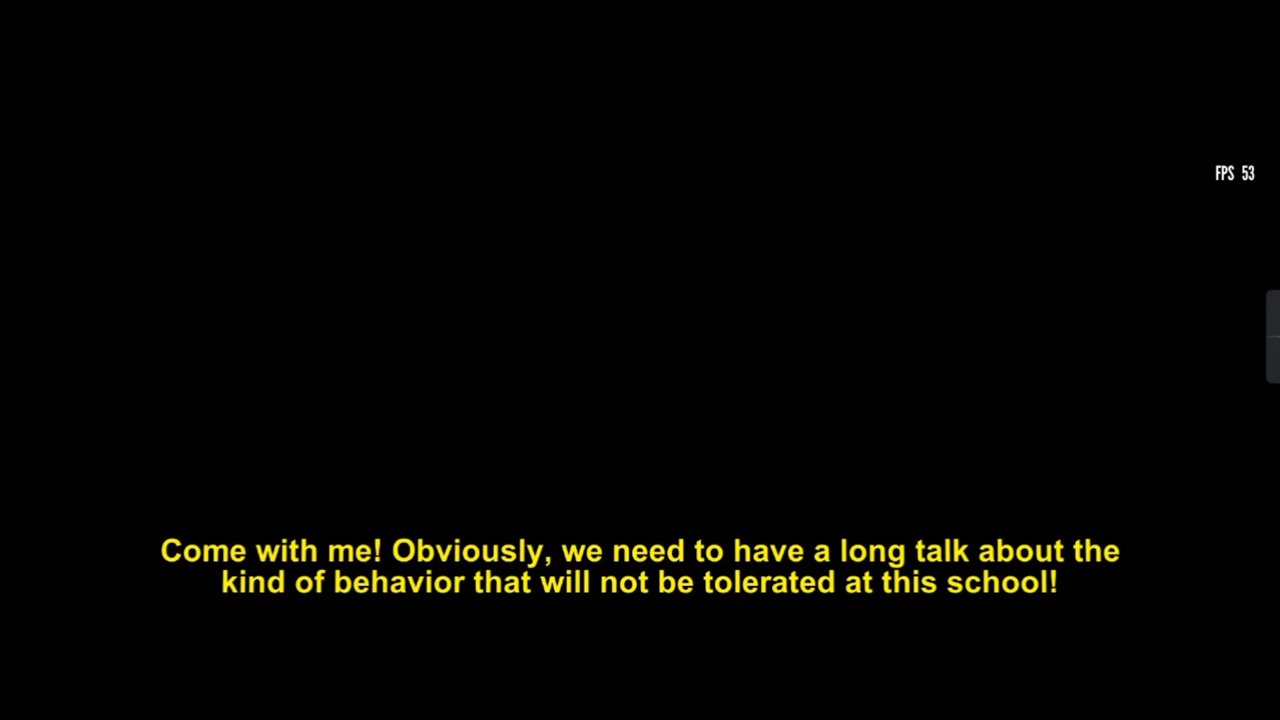 FPS 53
Come with me! Obviously, we need to have a long talk about the
kind of behavior that will not be tolerated at this school!